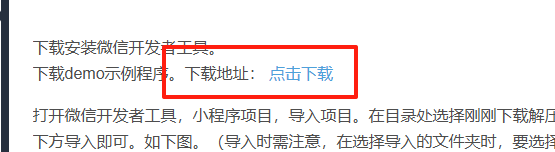 下载安装微信开发者工具。
下载demo示例程序。下载地址： 点击下载
打开微信开发者工具，小程序项目，导入项目。在目录处选择刚刚下载解压
下方导入即可。如下图。（导入时需注意，在选择导入的文件夹时，要选择